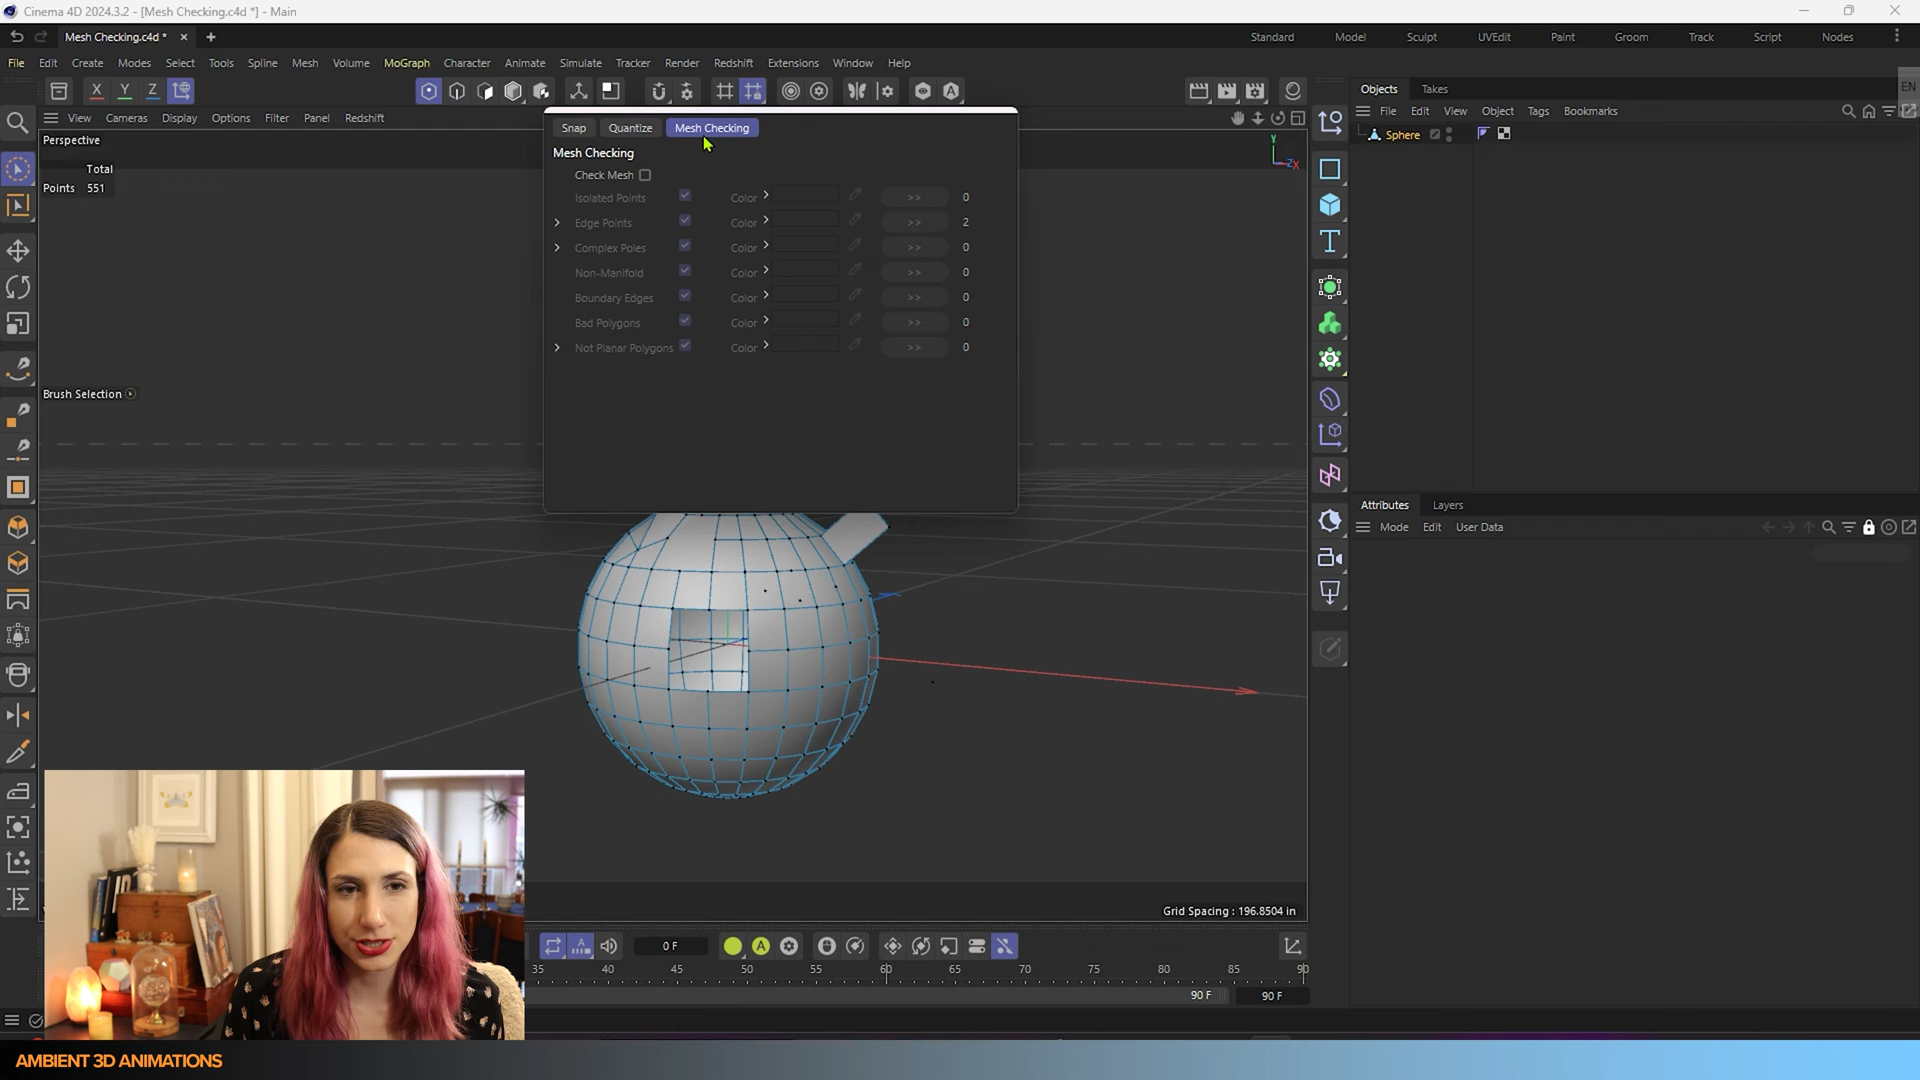 Cinema 4D 2024.3.2 - [Mesh Checking.c4d *] - Main
Mesh Checking.c4d *
Standard Model Sculpt UVEdit Paint Groom Track Script Nodes
File Edit Create Modes Select Tools Spline Mesh Volume MoGraph Character Animate Simulate Tracker Render Redshift Extensions Window Help
X Y Z
Objects Takes
EN
View Cameras Display Options Filter Panel Redshift
File Edit View Object Tags Bookmarks
Snap Quantize Mesh Checking
Sphere
Perspective
Y
Z X
Mesh Checking
Total
Check Mesh
Points 551
Isolated Points Color >> 0
Edge Points Color >> 2
Complex Poles Color >> 0
Non-Manifold Color >> 0
Boundary Edges Color >> 0
Bad Polygons Color >> 0
Not Planar Polygons Color >> 0
Brush Selection
Attributes Layers
Mode Edit User Data
Grid Spacing : 196.8504 in
0 F
35 40 45 50 55 60 65 70 75 80 85 90
90 F 90 F
AMBIENT 3D ANIMATIONS